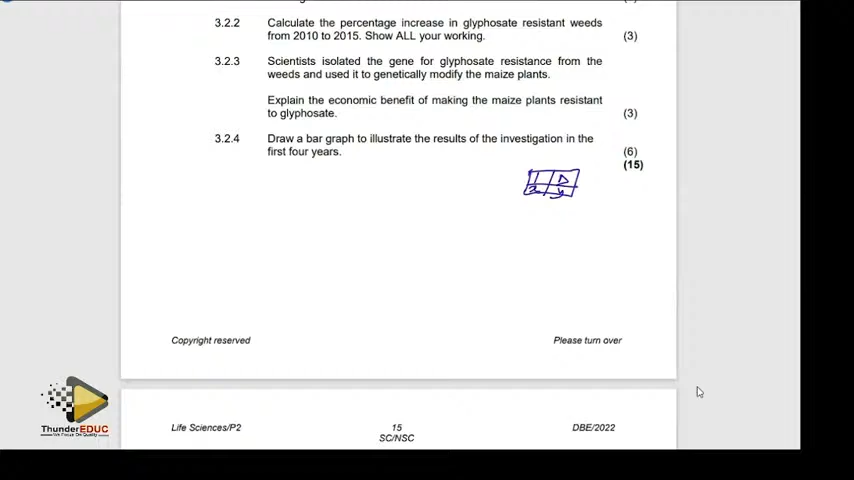 3.2.2 Calculate the percentage increase in glyphosate resistant weeds
from 2010 to 2015. Show ALL your working. (3)
3.2.3 Scientists isolated the gene for glyphosate resistance from the
weeds and used it to genetically modify the maize plants.
Explain the economic benefit of making the maize plants resistant
to glyphosate. (3)
3.2.4 Draw a bar graph to illustrate the results of the investigation in the
first four years. (6)
(15)
1 D
Copyright reserved Please turn over
ThunderEDUC
Life Sciences/P2 15 DBE/2022
SC/NSC